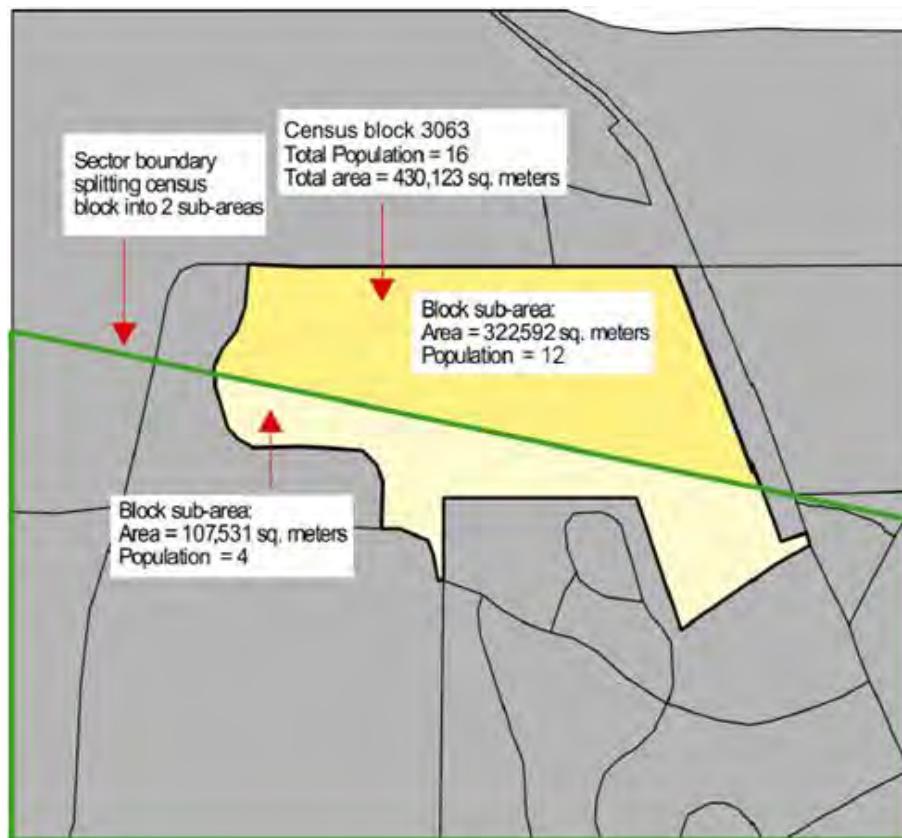 Census block 3063
Total Population = 16
Total area = 430,123 sq. meters
Sector boundary
splitting census
block into 2 sub-areas
Block sub-area:
Area = 322,592 sq. meters
Population = 12
Block sub-area:
Area = 107,531 sq. meters
Population = 4